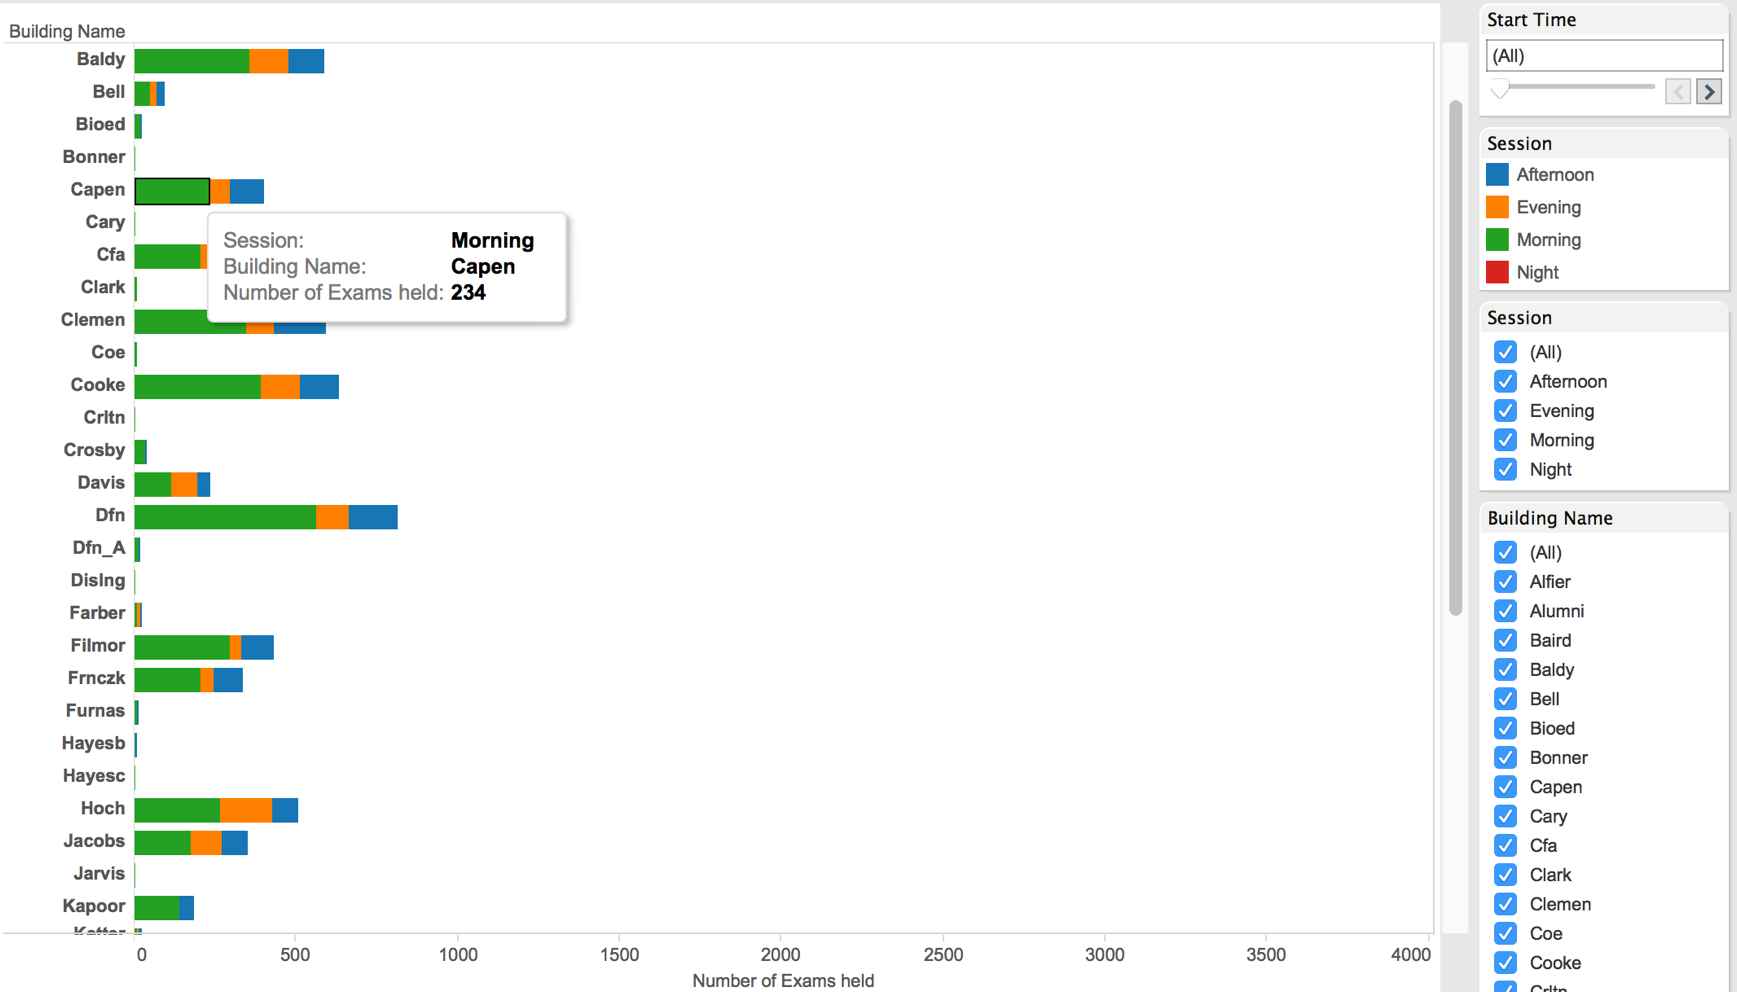 Building Name
Baldy
Bell
Bioed
Bonner
Capen
Cary
Cfa
Clark
Clemen
Coe
Cooke
Crltn
Crosby
Davis
Dfn
Dfn_A
Dislng
Farber
Filmor
Frnczk
Furnas
Hayesb
Hayesc
Hoch
Jacobs
Jarvis
Kapoor
Ketter
Session: Morning
Building Name: Capen
Number of Exams held: 234
0 500 1000 1500 2000 2500 3000 3500 4000
Number of Exams held
Start Time
(All)
Session
Afternoon
Evening
Morning
Night
Session
(All)
Afternoon
Evening
Morning
Night
Building Name
(All)
Alfier
Alumni
Baird
Baldy
Bell
Bioed
Bonner
Capen
Cary
Cfa
Clark
Clemen
Coe
Cooke
Crltn